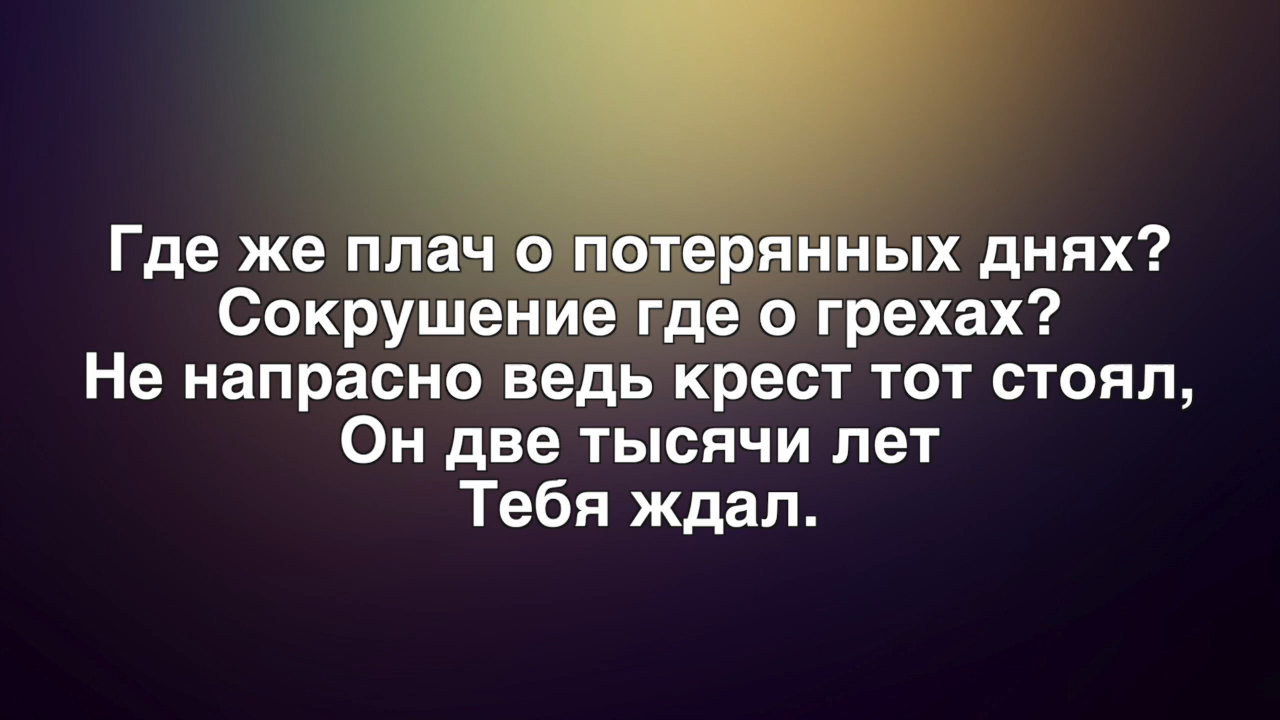 Где же плач о потерянных днях?
Сокрушение где о грехах?
Не напрасно ведь крест тот стоял,
Он две тысячи лет
Тебя ждал.